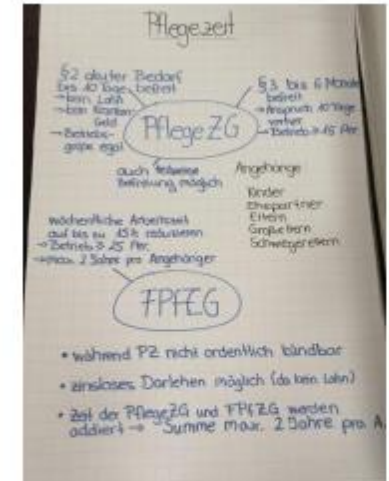 Pflegezeit
§2 akuter Bedarf
bis 10 Tage befreit
→ kein Lohn
→ kein Kranken-
Geld
→ Betriebs-
größe egal
§3 bis 6 Monate
befreit
→ Anspruch 10 Tage
vorher
→ Betrieb > 15 Per.
PflegeZG
auch teilweise
Befreiung möglich
Angehörige
Kinder
Ehepartner
Eltern
Großeltern
Schwiegereltern
wöchentliche Arbeitszeit
auf bis zu 15h reduzieren
→ Betrieb > 25 Per.
→ max. 2 Jahre pro Angehöriger
FPfZG
• während PZ nicht ordentlich kündbar
• zinsloses Darlehen möglich (da kein Lohn)
• Zeit der PflegeZG und FPfZG werden
addiert → Summe max. 2 Jahre pro A.